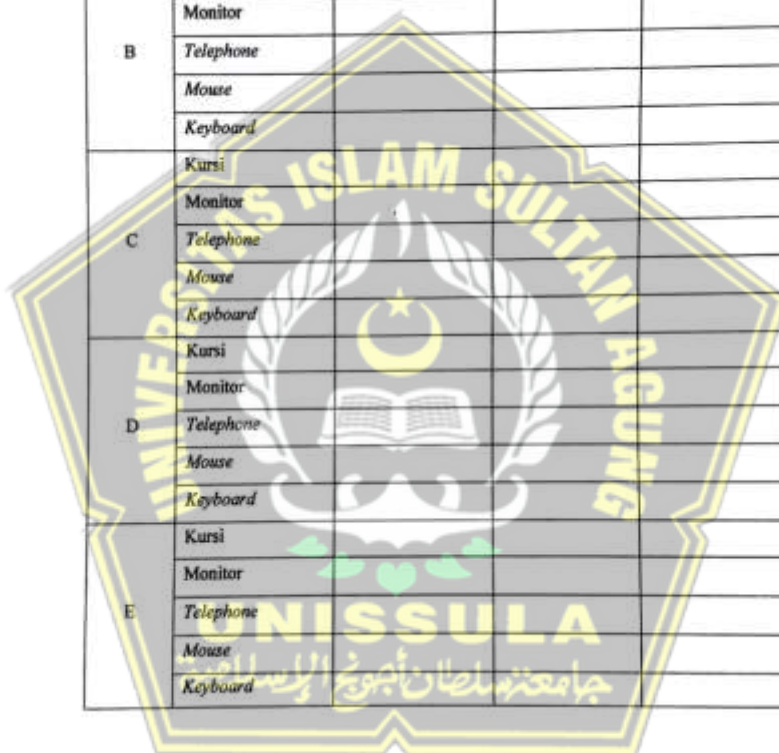 Monitor
B
Telephone
Mouse
Keyboard
Kursi
Monitor
C
Telephone
Mouse
Keyboard
Kursi
Monitor
D
Telephone
Mouse
Keyboard
Kursi
Monitor
E
Telephone
Mouse
Keyboard
UNIVERSITAS ISLAM SULTAN AGUNG
UNISSULA
جامعة سلطان أجونج الإسلامية